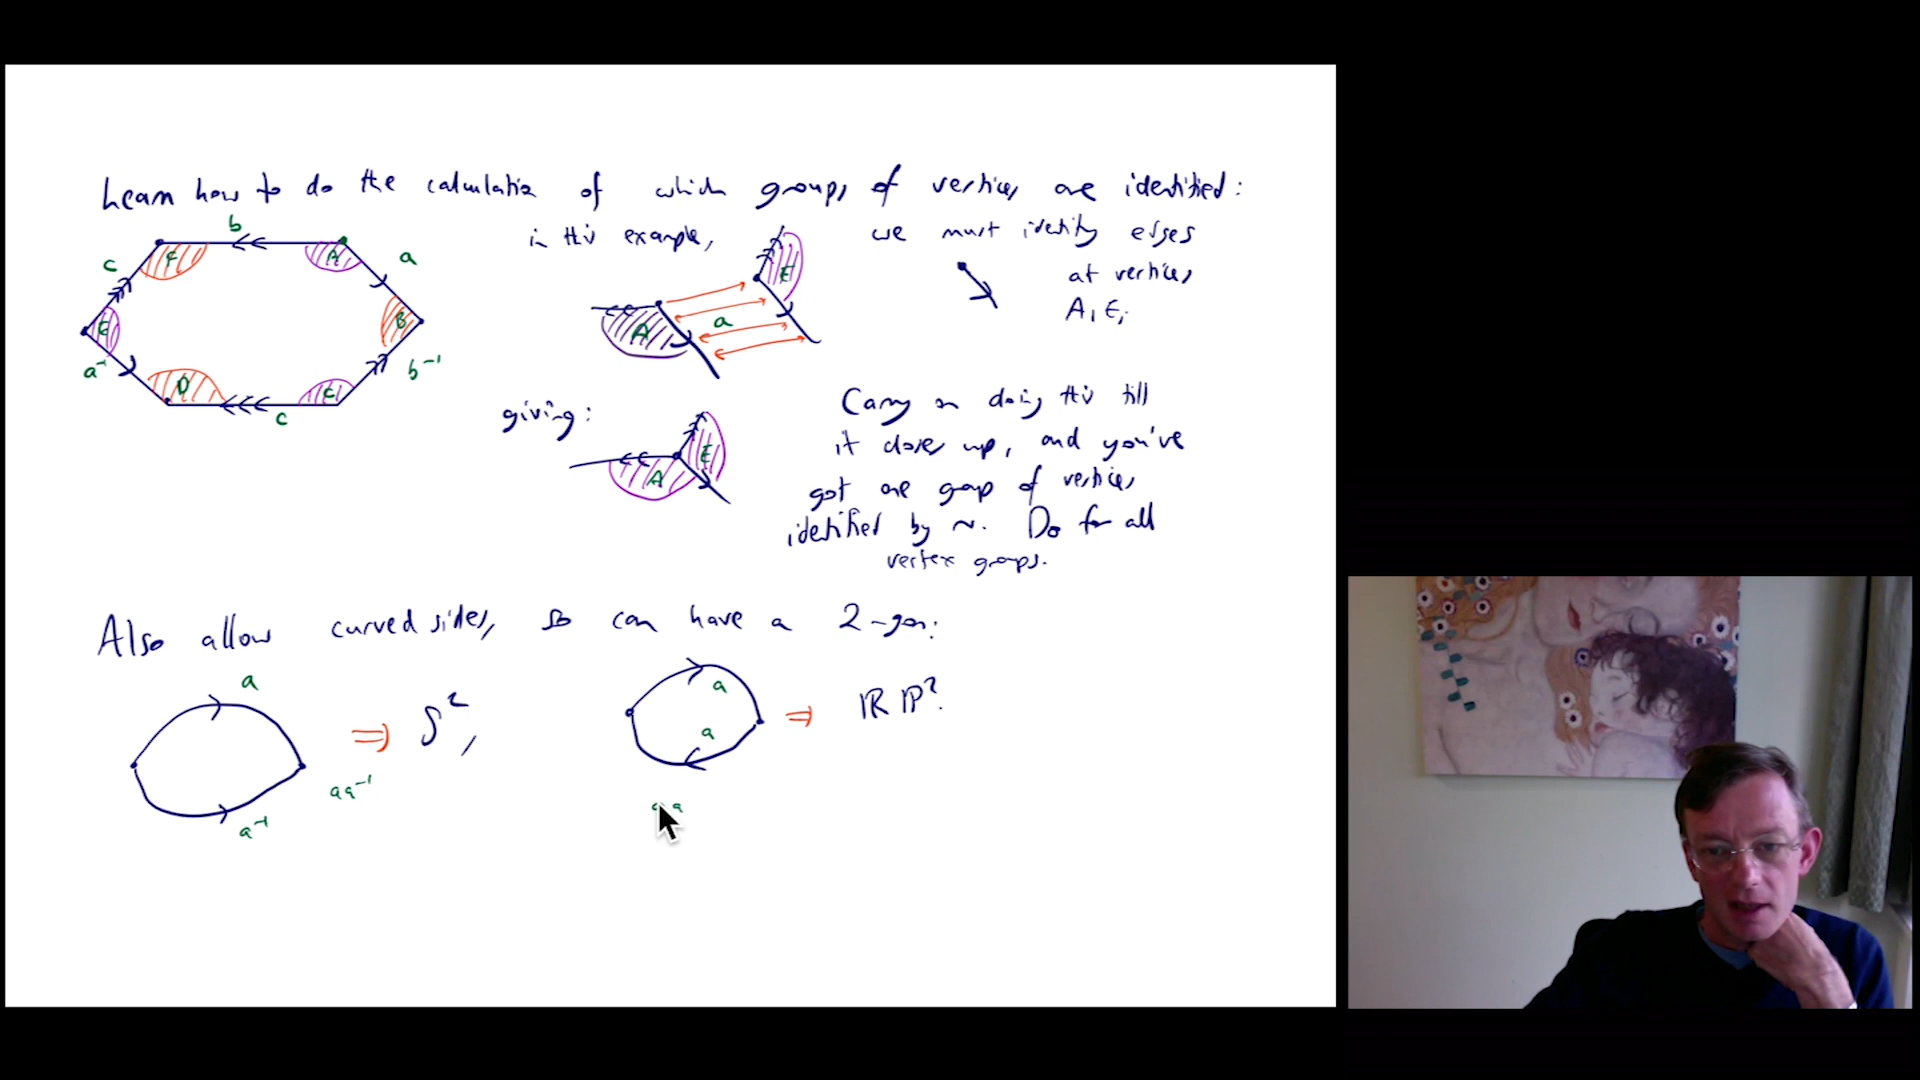 Learn how to do the calculation of which groups of vertices are identified:
in this example, we must identify edges
at vertices
A, E;
b
c
F
A
a
E
B
a⁻¹
D
C
b⁻¹
c
A
a
E
giving:
A
E
Carry on doing this till
it closes up, and you've
got one group of vertices
identified by ~. Do for all
vertex groups.
Also allow curved sides, so can have a 2-gon:
a
⇒ S²,
aa⁻¹
a⁻¹
a
a
⇒ RP².